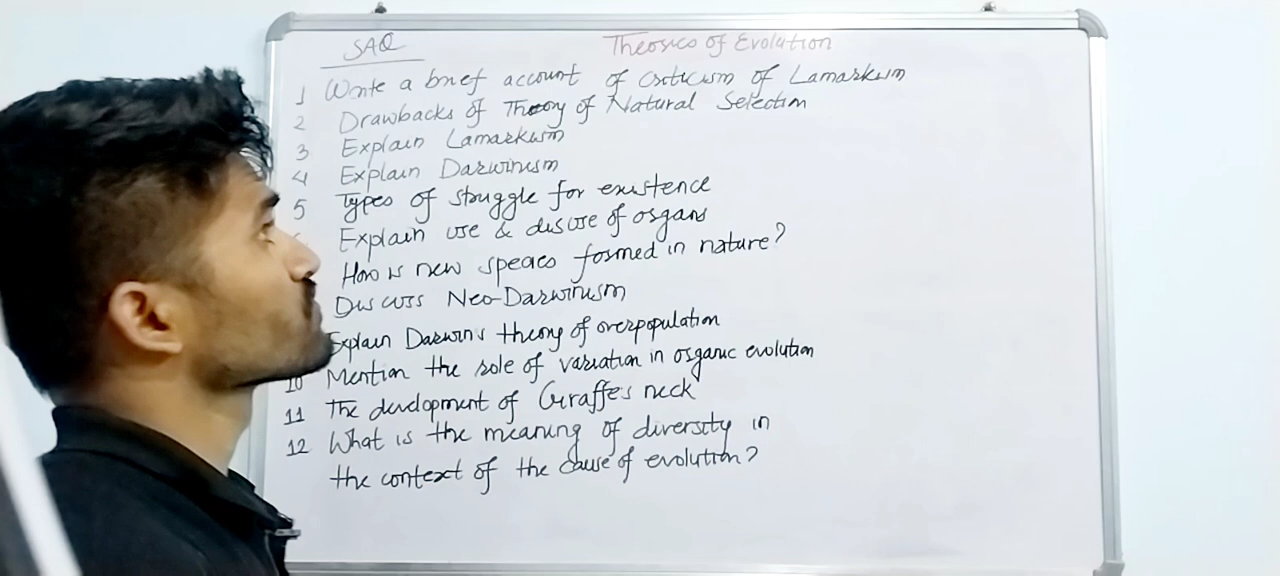 SAQ
Theories of Evolution
1 Write a brief account of criticism of Lamarkism
2 Drawbacks of Theory of Natural Selection
3 Explain Lamarkism
4 Explain Darwinism
5 Types of struggle for existence
Explain use & disuse of organs
How is new species formed in nature?
Discuss Neo-Darwinism
Explain Darwin's theory of overpopulation
10 Mention the role of variation in organic evolution
11 The development of Giraffe's neck
12 What is the meaning of diversity in
the context of the cause of evolution?